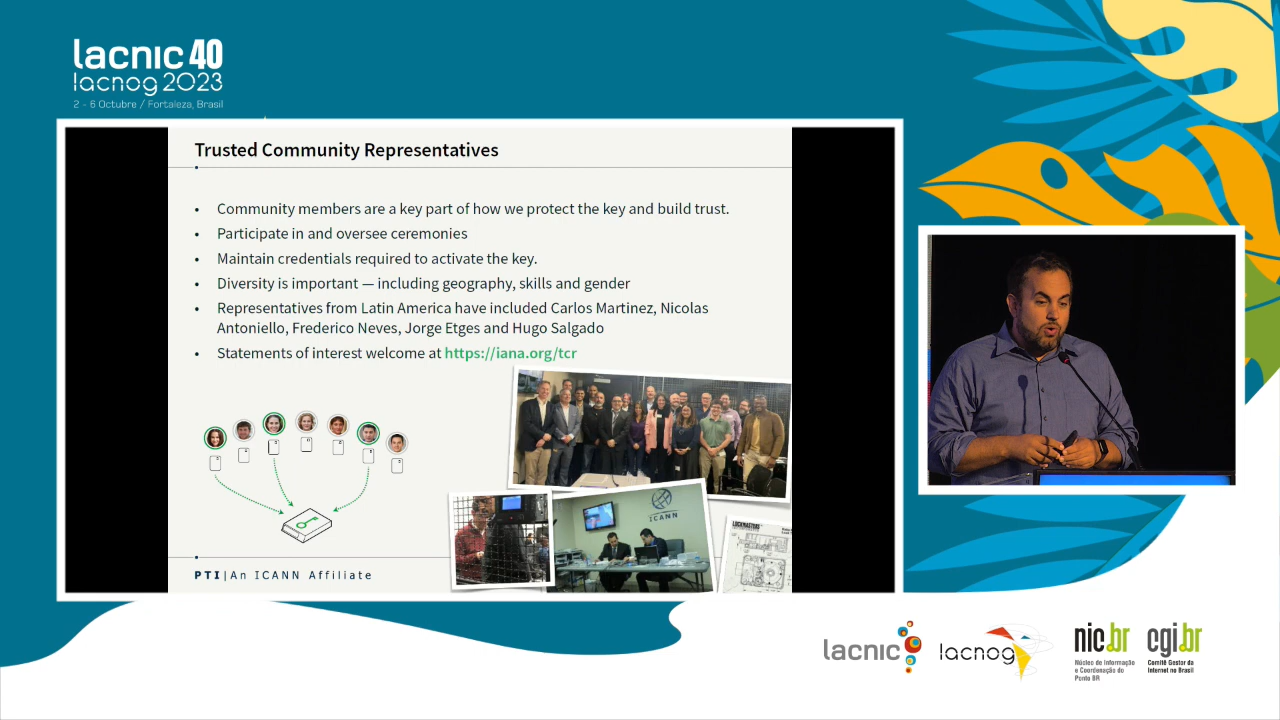 lacnic 40
lacnog 2023
2 - 6 Octubre / Fortaleza, Brasil
Trusted Community Representatives
• Community members are a key part of how we protect the key and build trust.
• Participate in and oversee ceremonies
• Maintain credentials required to activate the key.
• Diversity is important — including geography, skills and gender
• Representatives from Latin America have included Carlos Martinez, Nicolas
Antoniello, Frederico Neves, Jorge Etges and Hugo Salgado
• Statements of interest welcome at https://iana.org/tcr
ICANN
LOCKMASTERS
PTI|An ICANN Affiliate
lacnic
lacnog
nic.br
Núcleo de Informação
e Coordenação do
Ponto BR
cgi.br
Comitê Gestor da
Internet no Brasil